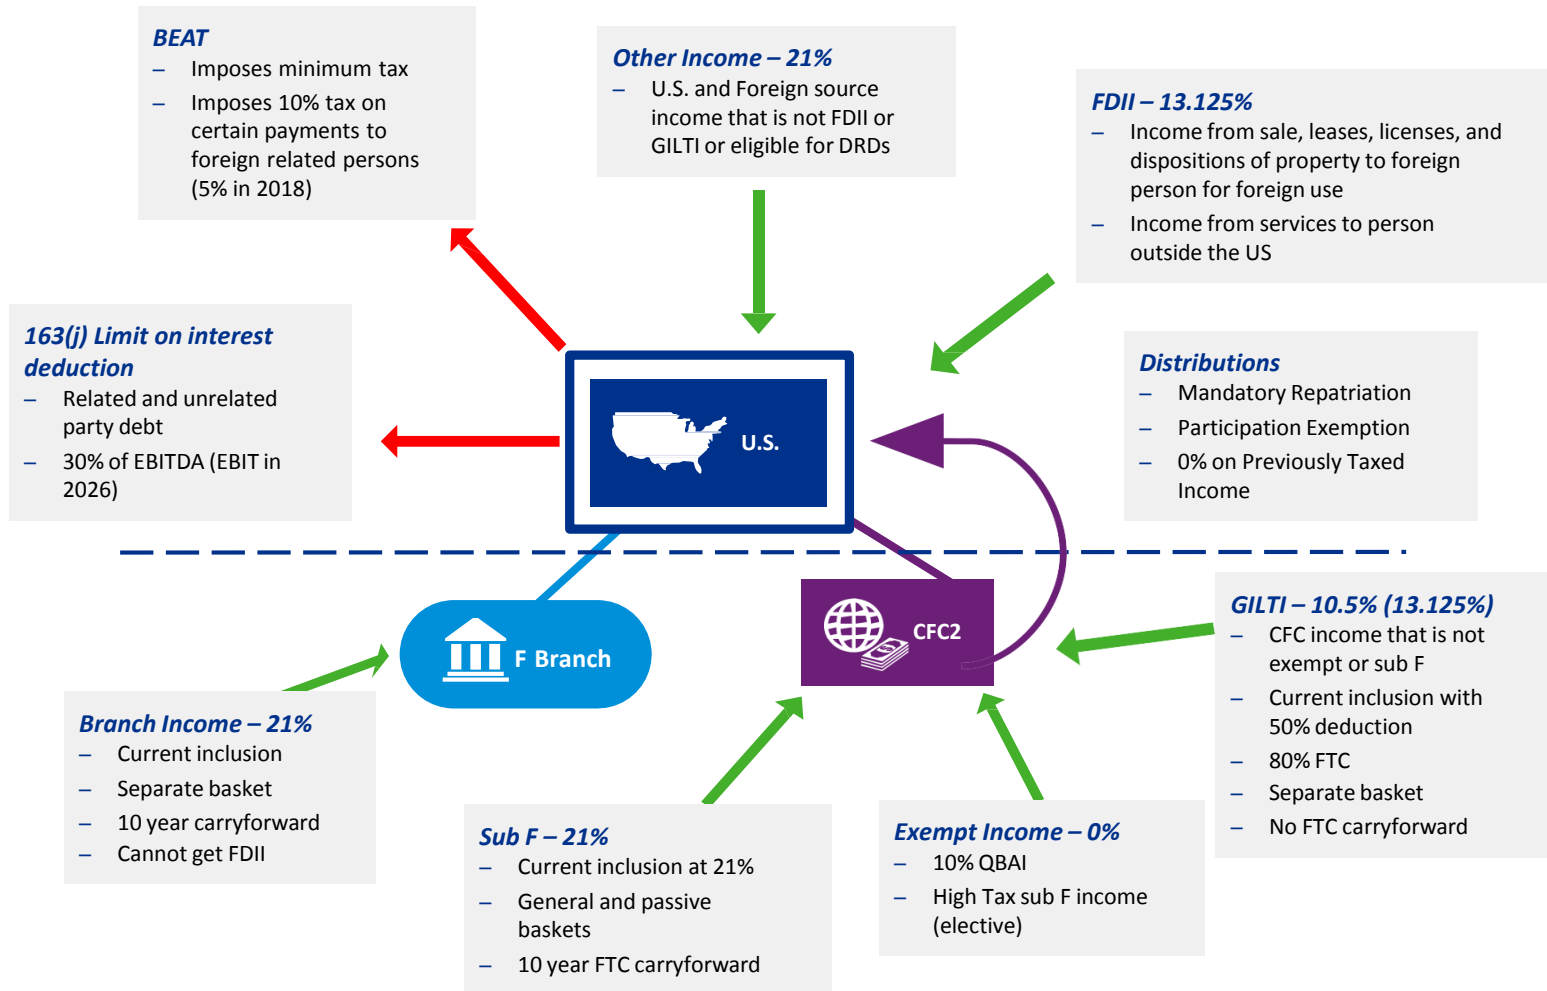 BEAT
– Imposes minimum tax
– Imposes 10% tax on
certain payments to
foreign related persons
(5% in 2018)
Other Income – 21%
– U.S. and Foreign source
income that is not FDII or
GILTI or eligible for DRDs
FDII – 13.125%
– Income from sale, leases, licenses, and
dispositions of property to foreign
person for foreign use
– Income from services to person
outside the US
163(j) Limit on interest
deduction
– Related and unrelated
party debt
– 30% of EBITDA (EBIT in
2026)
U.S.
Distributions
– Mandatory Repatriation
– Participation Exemption
– 0% on Previously Taxed
Income
F Branch
CFC2
GILTI – 10.5% (13.125%)
– CFC income that is not
exempt or sub F
– Current inclusion with
50% deduction
– 80% FTC
– Separate basket
– No FTC carryforward
Branch Income – 21%
– Current inclusion
– Separate basket
– 10 year carryforward
– Cannot get FDII
Sub F – 21%
– Current inclusion at 21%
– General and passive
baskets
– 10 year FTC carryforward
Exempt Income – 0%
– 10% QBAI
– High Tax sub F income
(elective)